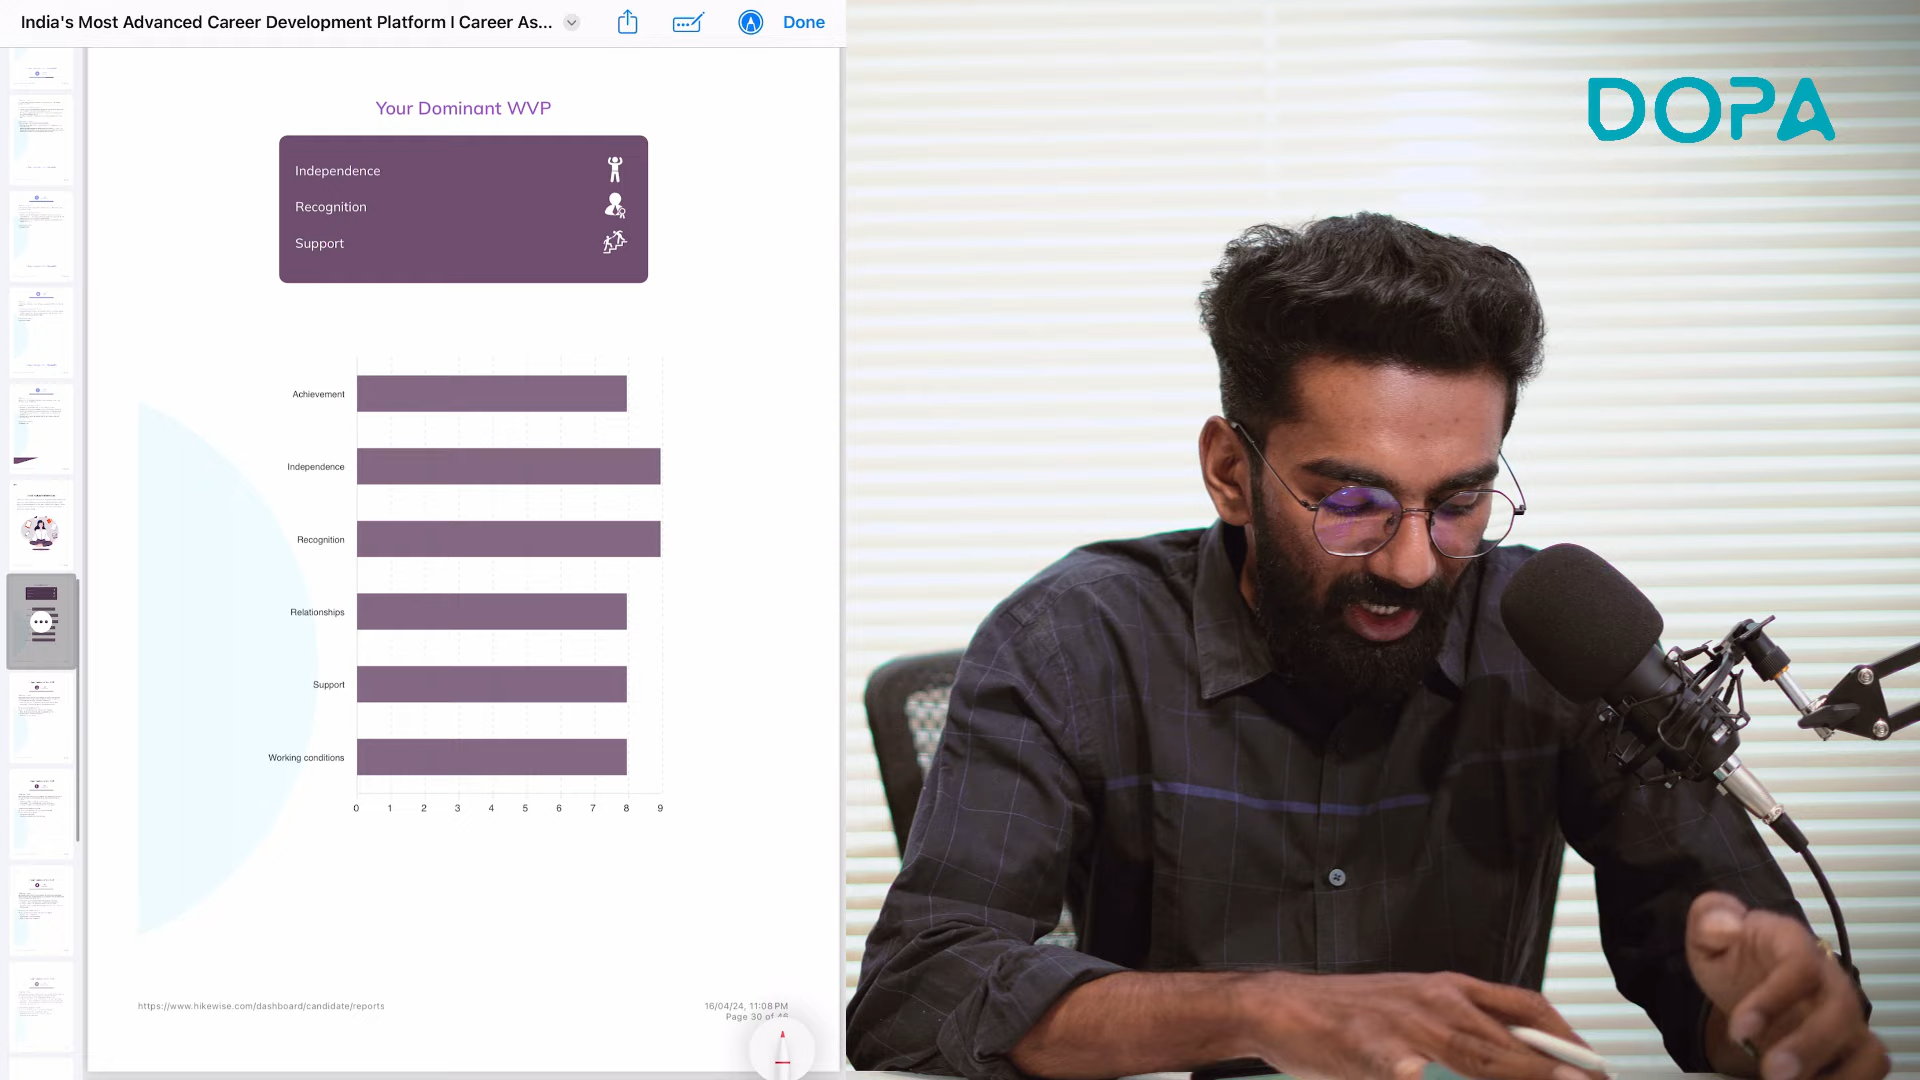 India's Most Advanced Career Development Platform I Career As...
Done
DOPA
Your Dominant WVP
Independence
Recognition
Support
Achievement
Independence
Recognition
Relationships
Support
Working conditions
0 1 2 3 4 5 6 7 8 9
https://www.hikewise.com/dashboard/candidate/reports
16/04/24, 11:08 PM
Page 30 of 46